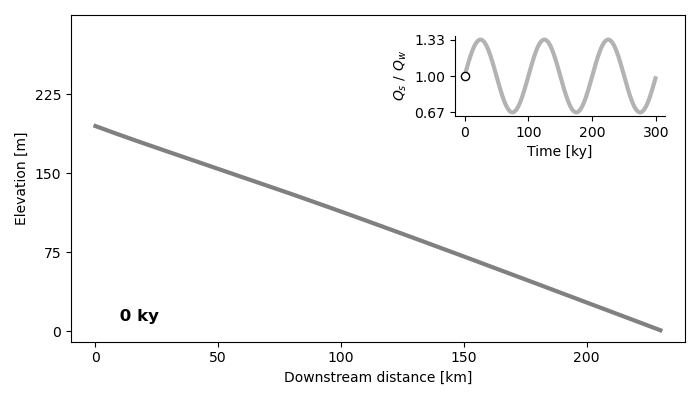 1.33
1.00
0.67
Qs / Qw
0 100 200 300
Time [ky]
225
150
75
0
Elevation [m]
0 ky
0 50 100 150 200
Downstream distance [km]